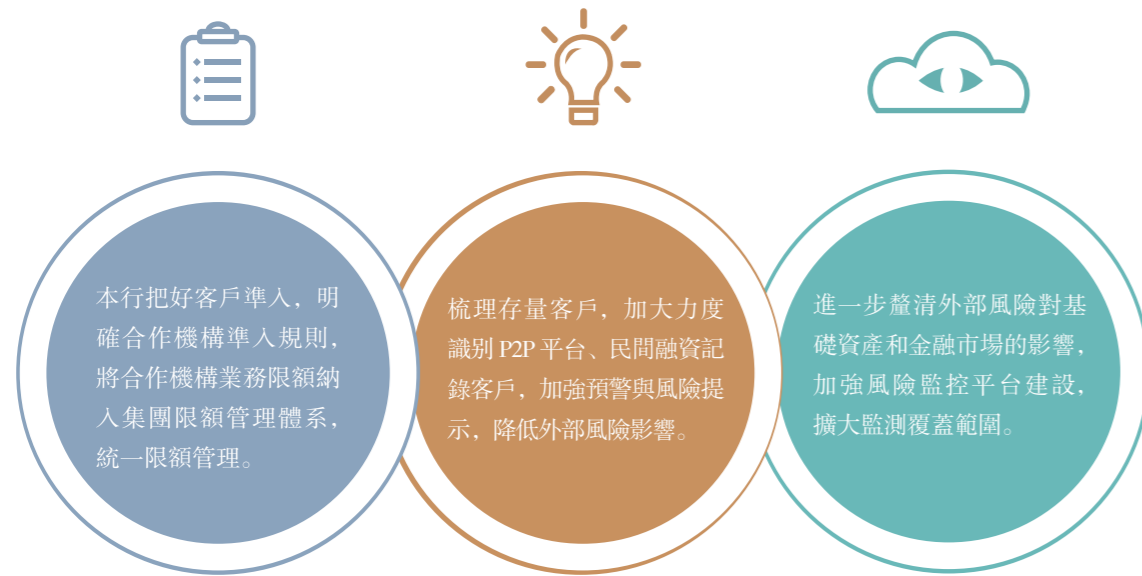 本行把好客戶準入，明
確合作機構準入規則，
將合作機構業務限額納
入集團限額管理體系，
統一限額管理。
梳理存量客戶，加大力度
識別 P2P 平台、民間融資記
錄客戶，加強預警與風險提
示，降低外部風險影響。
進一步釐清外部風險對基
礎資產和金融市場的影響，
加強風險監控平台建設，
擴大監測覆蓋範圍。